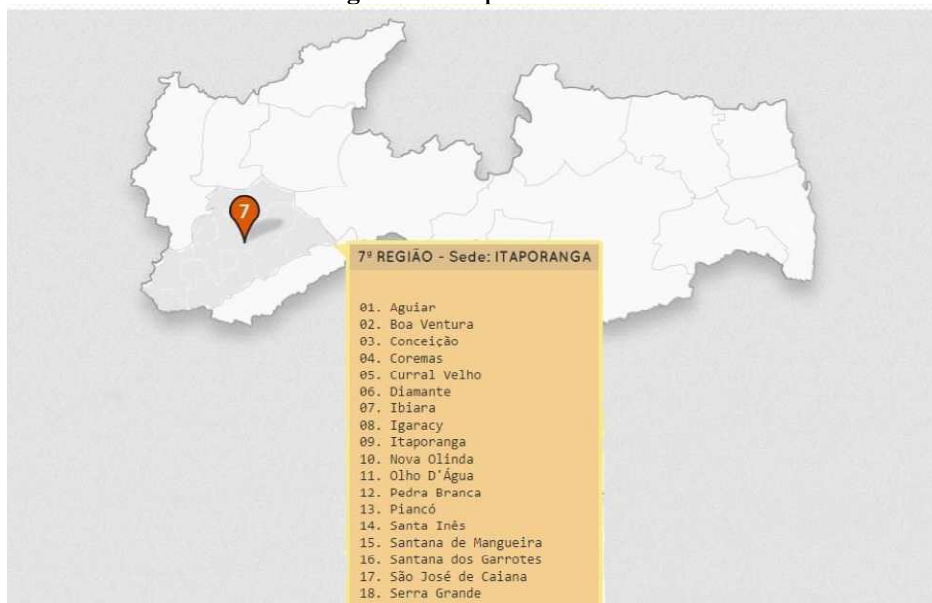 7
7ª REGIÃO - Sede: ITAPORANGA
01. Aguiar
02. Boa Ventura
03. Conceição
04. Coremas
05. Curral Velho
06. Diamante
07. Ibiara
08. Igaracy
09. Itaporanga
10. Nova Olinda
11. Olho D'Água
12. Pedra Branca
13. Piancó
14. Santa Inês
15. Santana de Mangueira
16. Santana dos Garrotes
17. São José de Caiana
18. Serra Grande